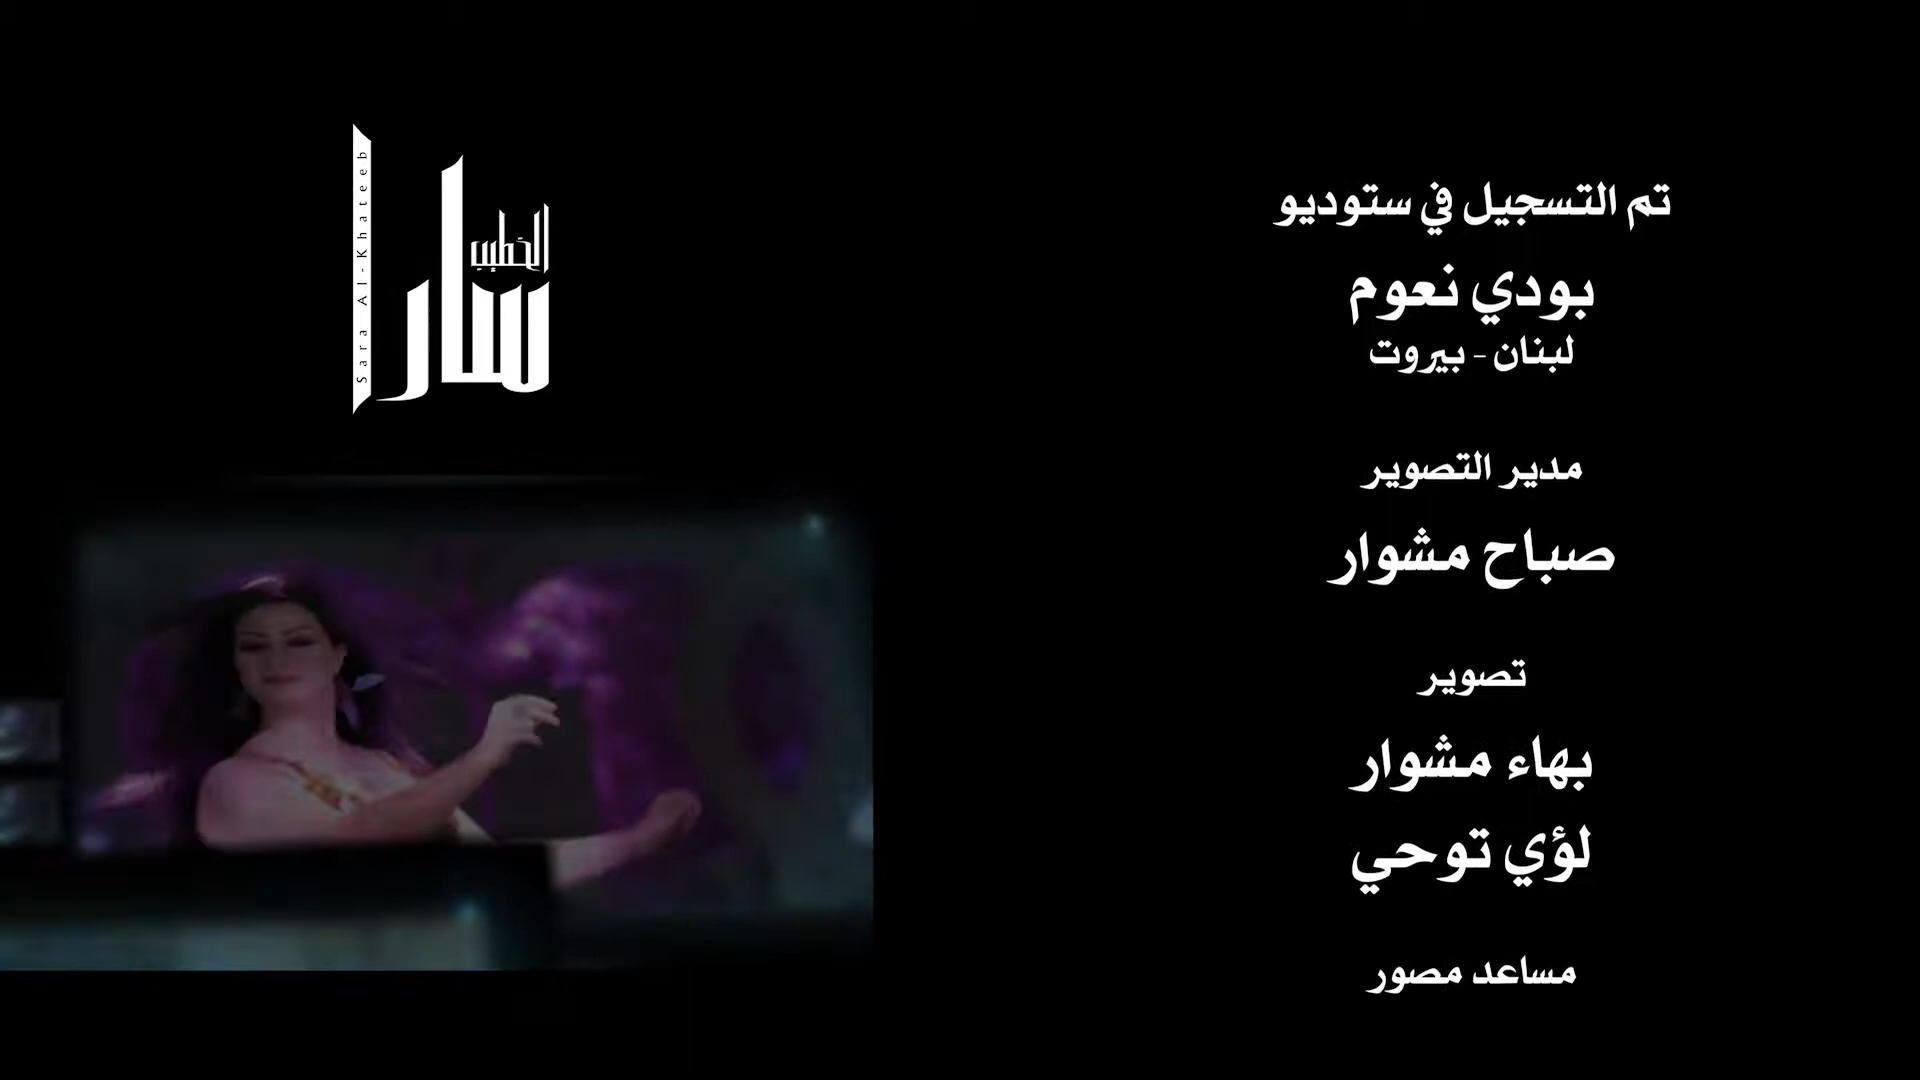 سارا
الخطيب
Sara Al-Khateeb
تم التسجيل في ستوديو
بودي نعوم
لبنان - بيروت
مدير التصوير
صباح مشوار
تصوير
بهاء مشوار
لؤي توحي
مساعد مصور